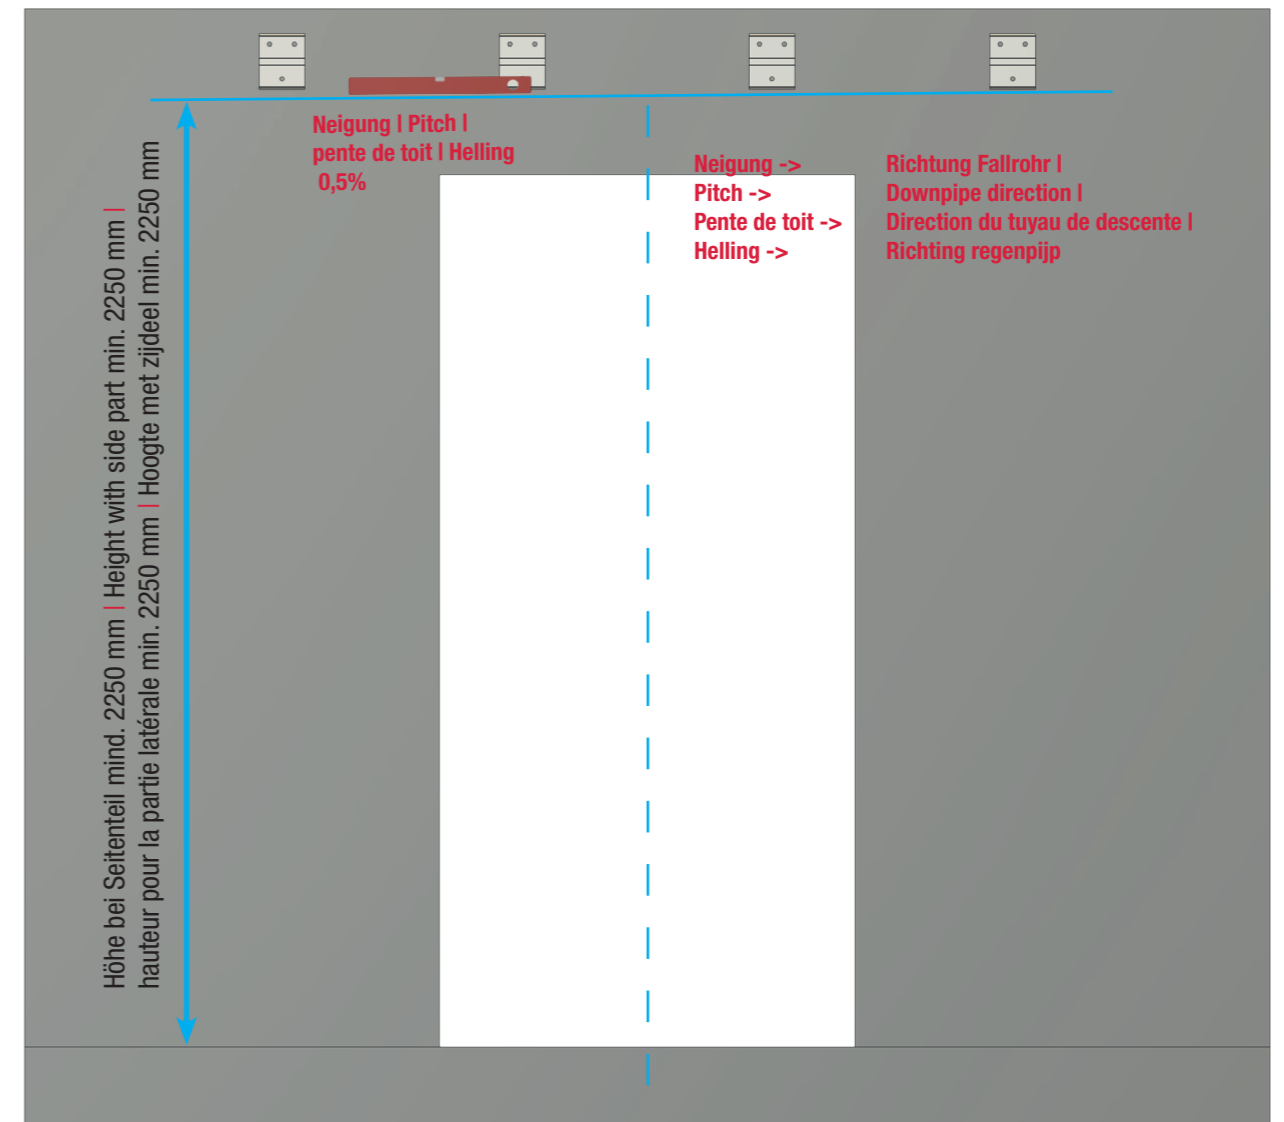 Neigung | Pitch |
pente de toit | Helling
0,5%
Neigung ->
Pitch ->
Pente de toit ->
Helling ->
Richtung Fallrohr |
Downpipe direction |
Direction du tuyau de descente |
Richting regenpijp
Höhe bei Seitenteil mind. 2250 mm | Height with side part min. 2250 mm |
hauteur pour la partie latérale min. 2250 mm | Hoogte met zijdeel min. 2250 mm